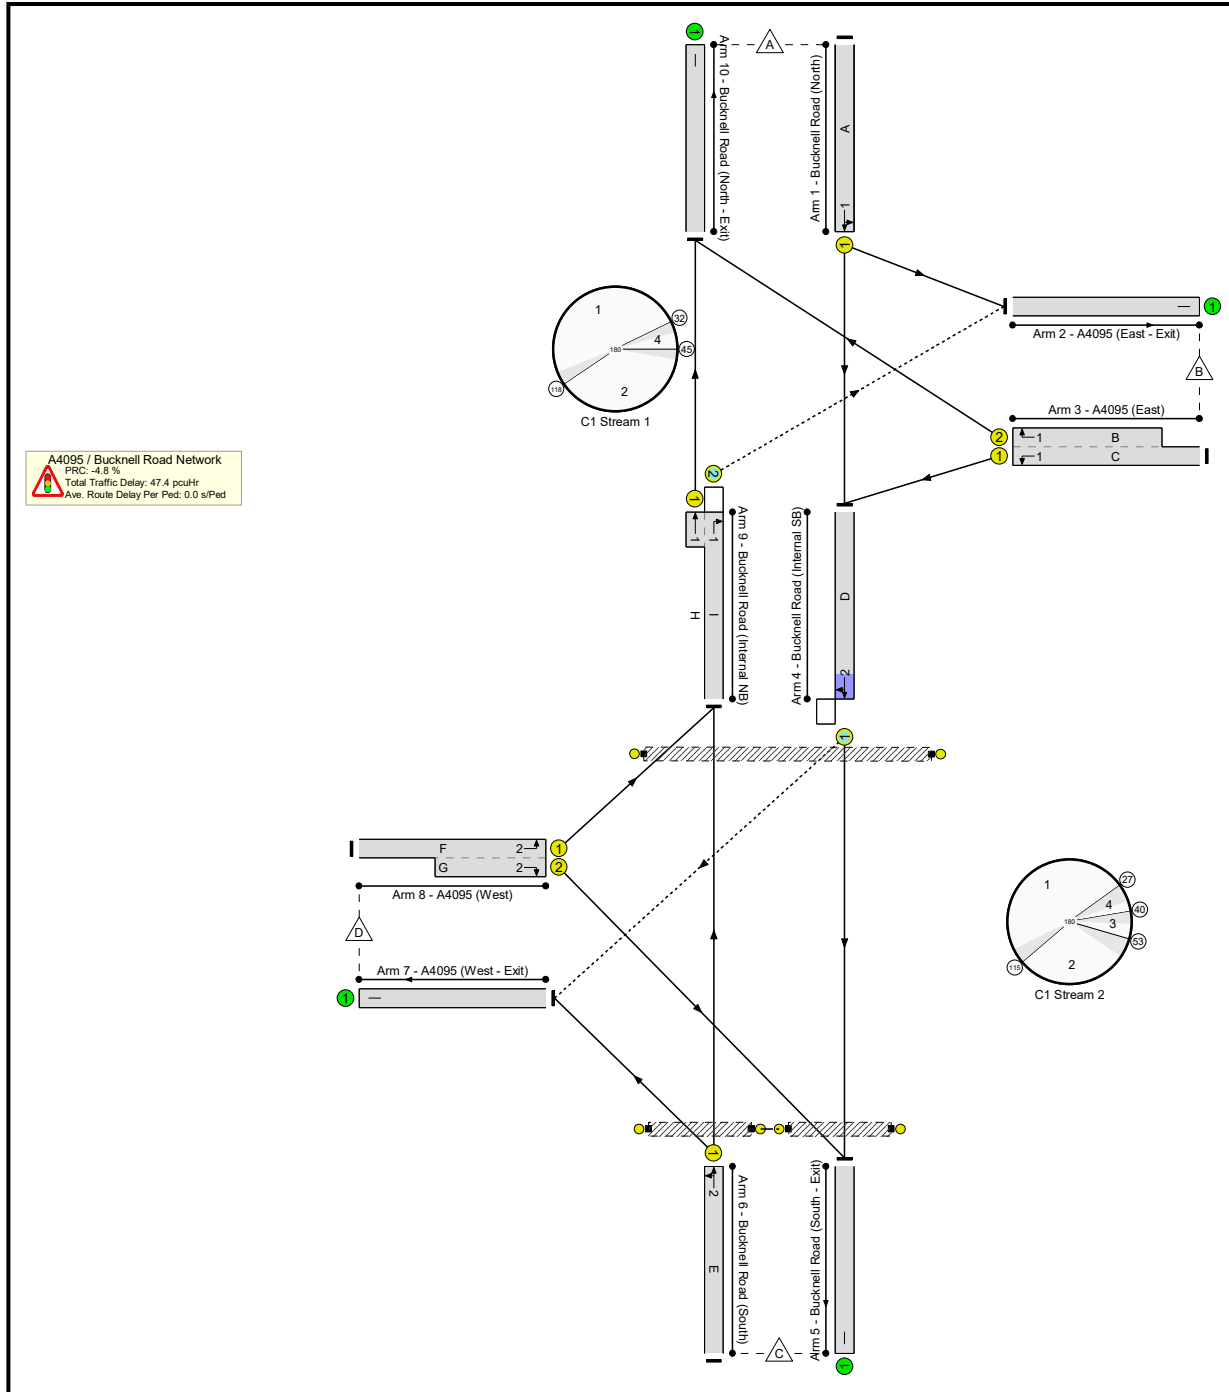 1
A
Arm 10 - Bucknell Road (North - Exit)
Arm 1 - Bucknell Road (North)
A
1
1
1
Arm 2 - A4095 (East - Exit)
B
1
2
4
32
45
118
180
C1 Stream 1
Arm 3 - A4095 (East)
2
1
B
1
1
C
A4095 / Bucknell Road Network
PRC: -4.8 %
Total Traffic Delay: 47.4 pcuHr
Ave. Route Delay Per Ped: 0.0 s/Ped
2
1
1
1
H
I
Arm 9 - Bucknell Road (Internal NB)
Arm 4 - Bucknell Road (Internal SB)
D
2
1
F
2
1
G
2
2
Arm 8 - A4095 (West)
D
Arm 7 - A4095 (West - Exit)
1
1
4
3
2
27
40
53
115
180
C1 Stream 2
1
2
E
Arm 6 - Bucknell Road (South)
Arm 5 - Bucknell Road (South - Exit)
C
1